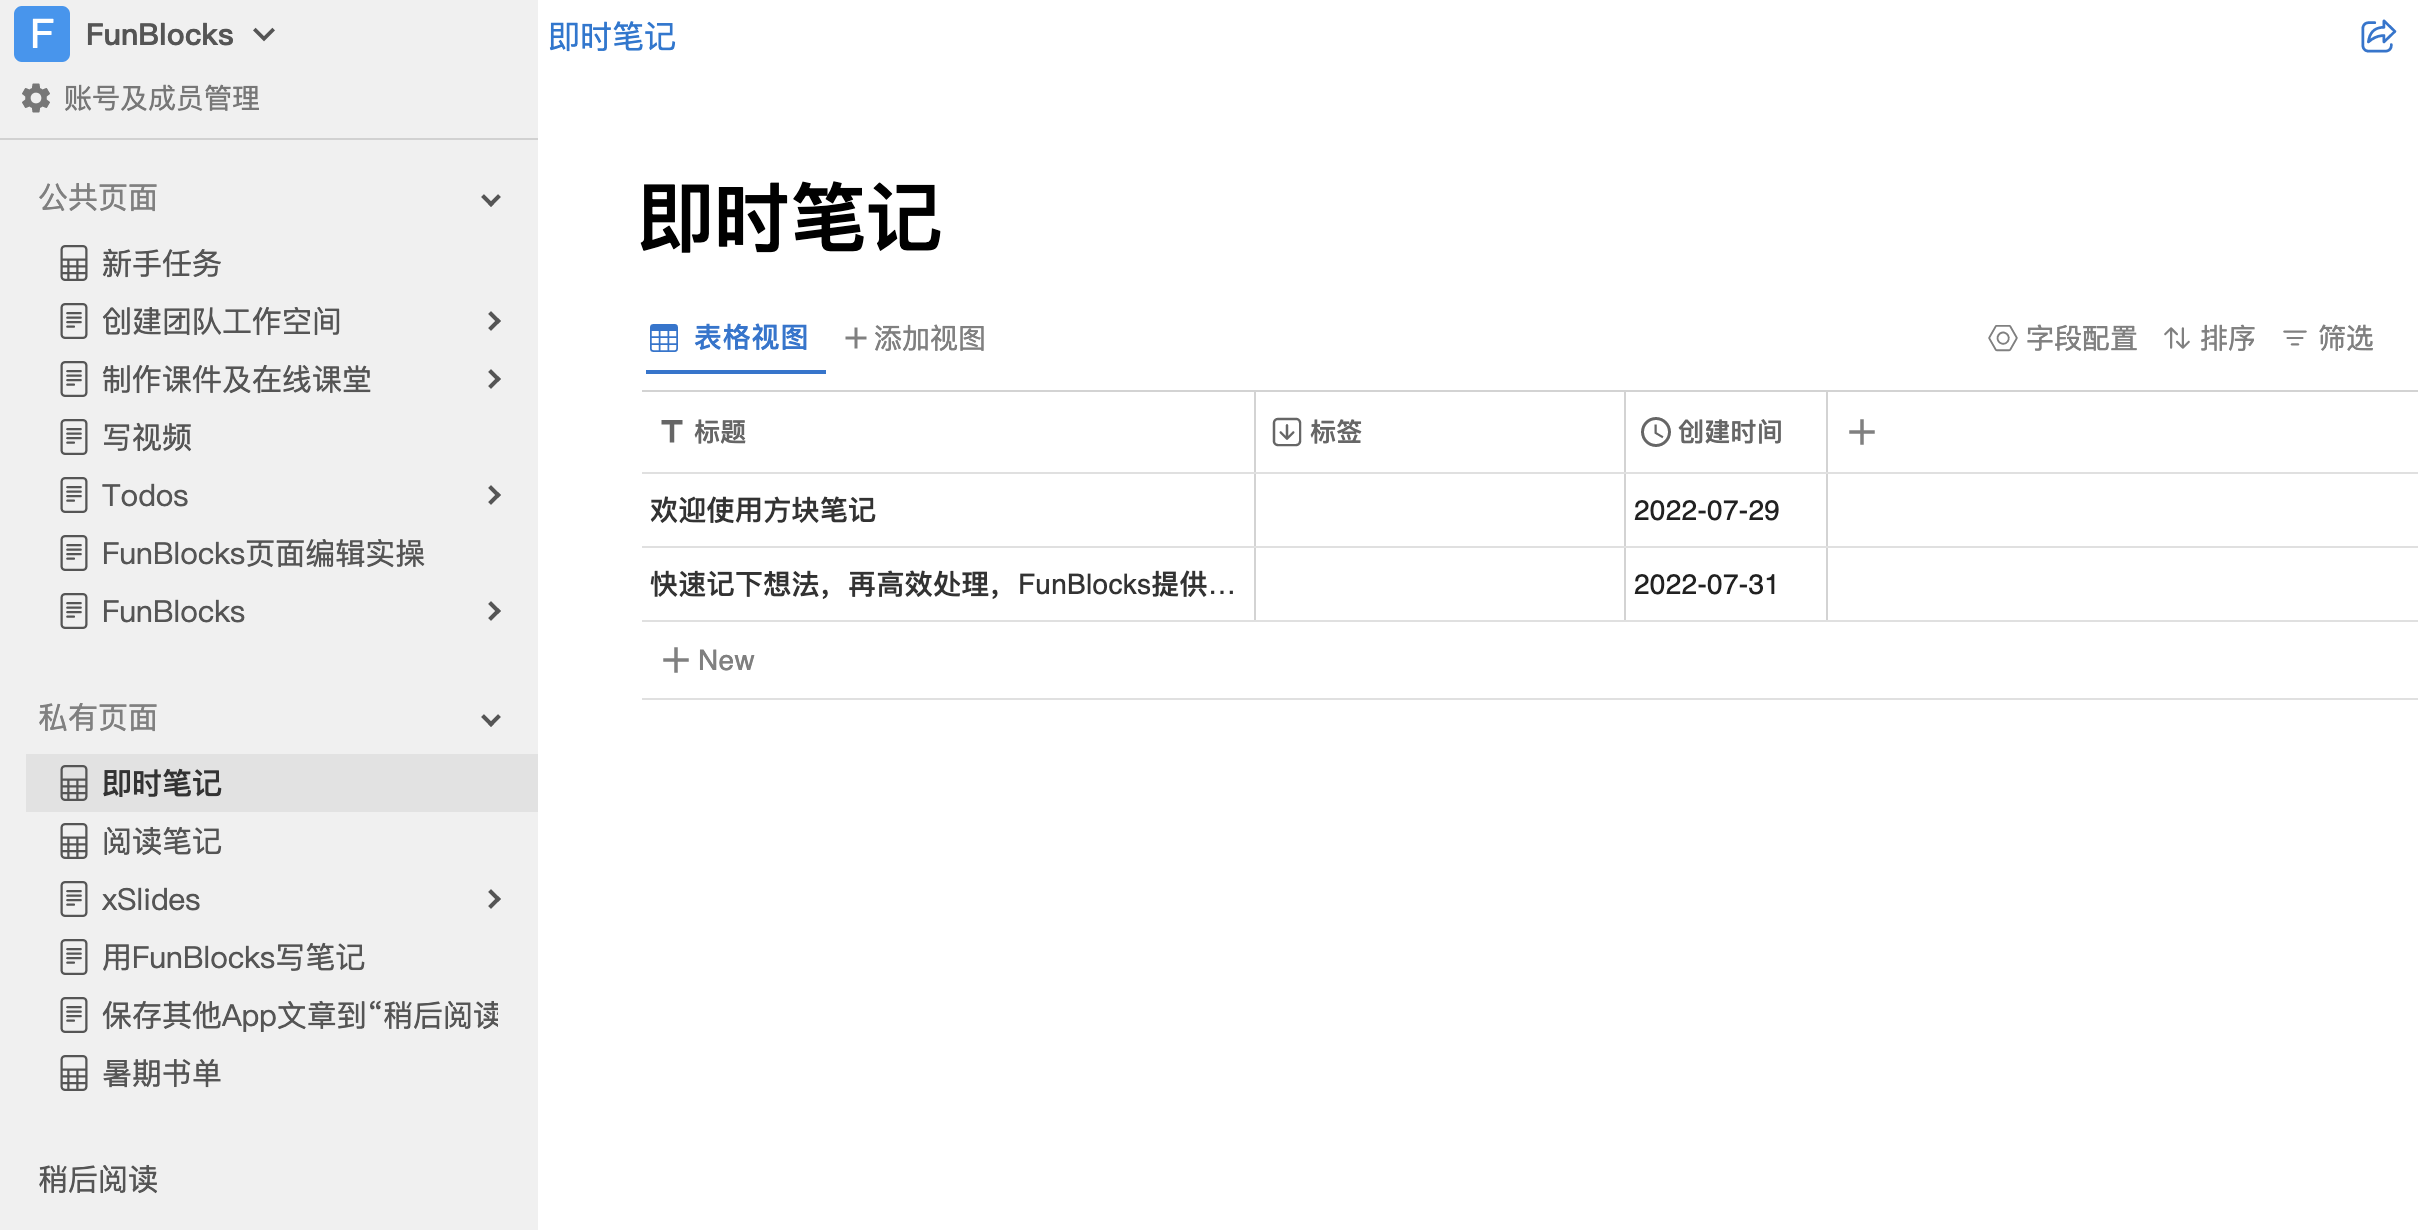 F FunBlocks
账号及成员管理
公共页面
新手任务
创建团队工作空间
制作课件及在线课堂
写视频
Todos
FunBlocks页面编辑实操
FunBlocks
私有页面
即时笔记
阅读笔记
xSlides
用FunBlocks写笔记
保存其他App文章到“稍后阅读
暑期书单
稍后阅读
即时笔记
即时笔记
表格视图 添加视图 字段配置 排序 筛选
标题 标签 创建时间
欢迎使用方块笔记 2022-07-29
快速记下想法，再高效处理，FunBlocks提供... 2022-07-31
New